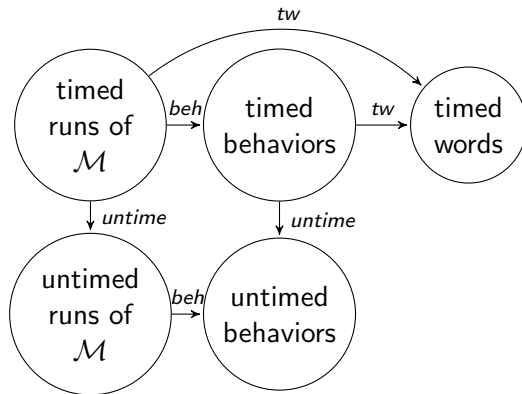 tw
timed
runs of
ℳ
beh
timed
behaviors
tw
timed
words
untime
untime
untimed
runs of
ℳ
beh
untimed
behaviors